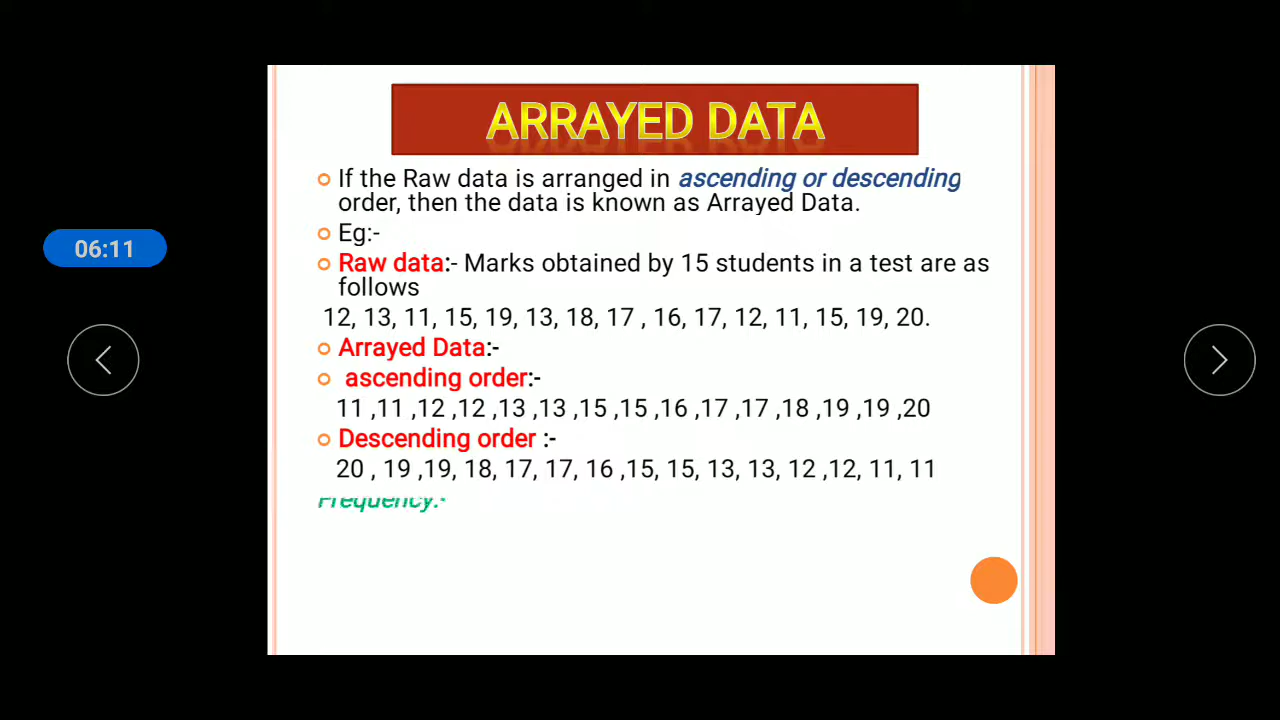 ARRAYED DATA
If the Raw data is arranged in ascending or descending
order, then the data is known as Arrayed Data.
Eg:-
Raw data:- Marks obtained by 15 students in a test are as
follows
12, 13, 11, 15, 19, 13, 18, 17 , 16, 17, 12, 11, 15, 19, 20.
06:11
Arrayed Data:-
ascending order:-
11 ,11 ,12 ,12 ,13 ,13 ,15 ,15 ,16 ,17 ,17 ,18 ,19 ,19 ,20
Descending order :-
20 , 19 ,19, 18, 17, 17, 16 ,15, 15, 13, 13, 12 ,12, 11, 11
Frequency:-